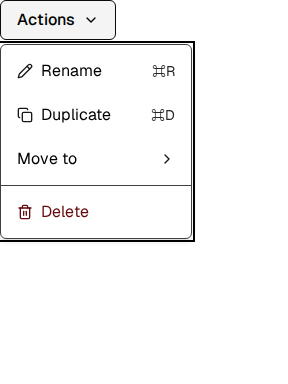 Actions
Rename ⌘R
Duplicate ⌘D
Move to
Delete